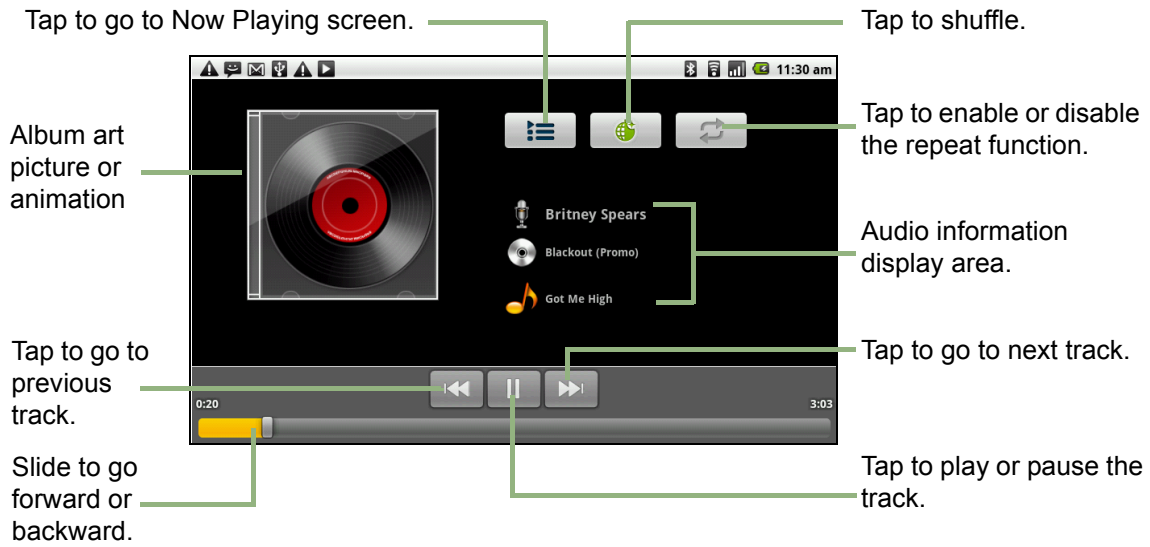 Tap to go to Now Playing screen.
Tap to shuffle.
11:30 am
Album art
picture or
animation
Tap to enable or disable
the repeat function.
Britney Spears
Blackout (Promo)
Got Me High
Audio information
display area.
Tap to go to
previous
track.
Tap to go to next track.
0:20
3:03
Slide to go
forward or
backward.
Tap to play or pause the
track.